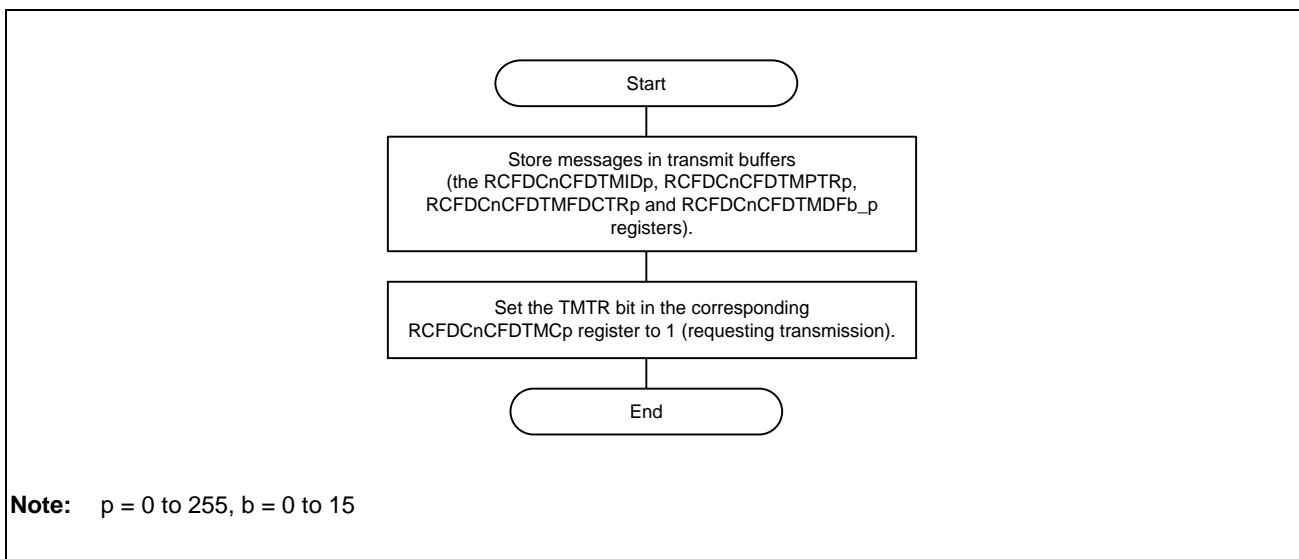 Start
Store messages in transmit buffers
(the RCFDCnCFDTMIDp, RCFDCnCFDTMPTRp,
RCFDCnCFDTMFDCTRp and RCFDCnCFDTMDFb_p
registers).
Set the TMTR bit in the corresponding
RCFDCnCFDTMCp register to 1 (requesting transmission).
End
Note: p = 0 to 255, b = 0 to 15